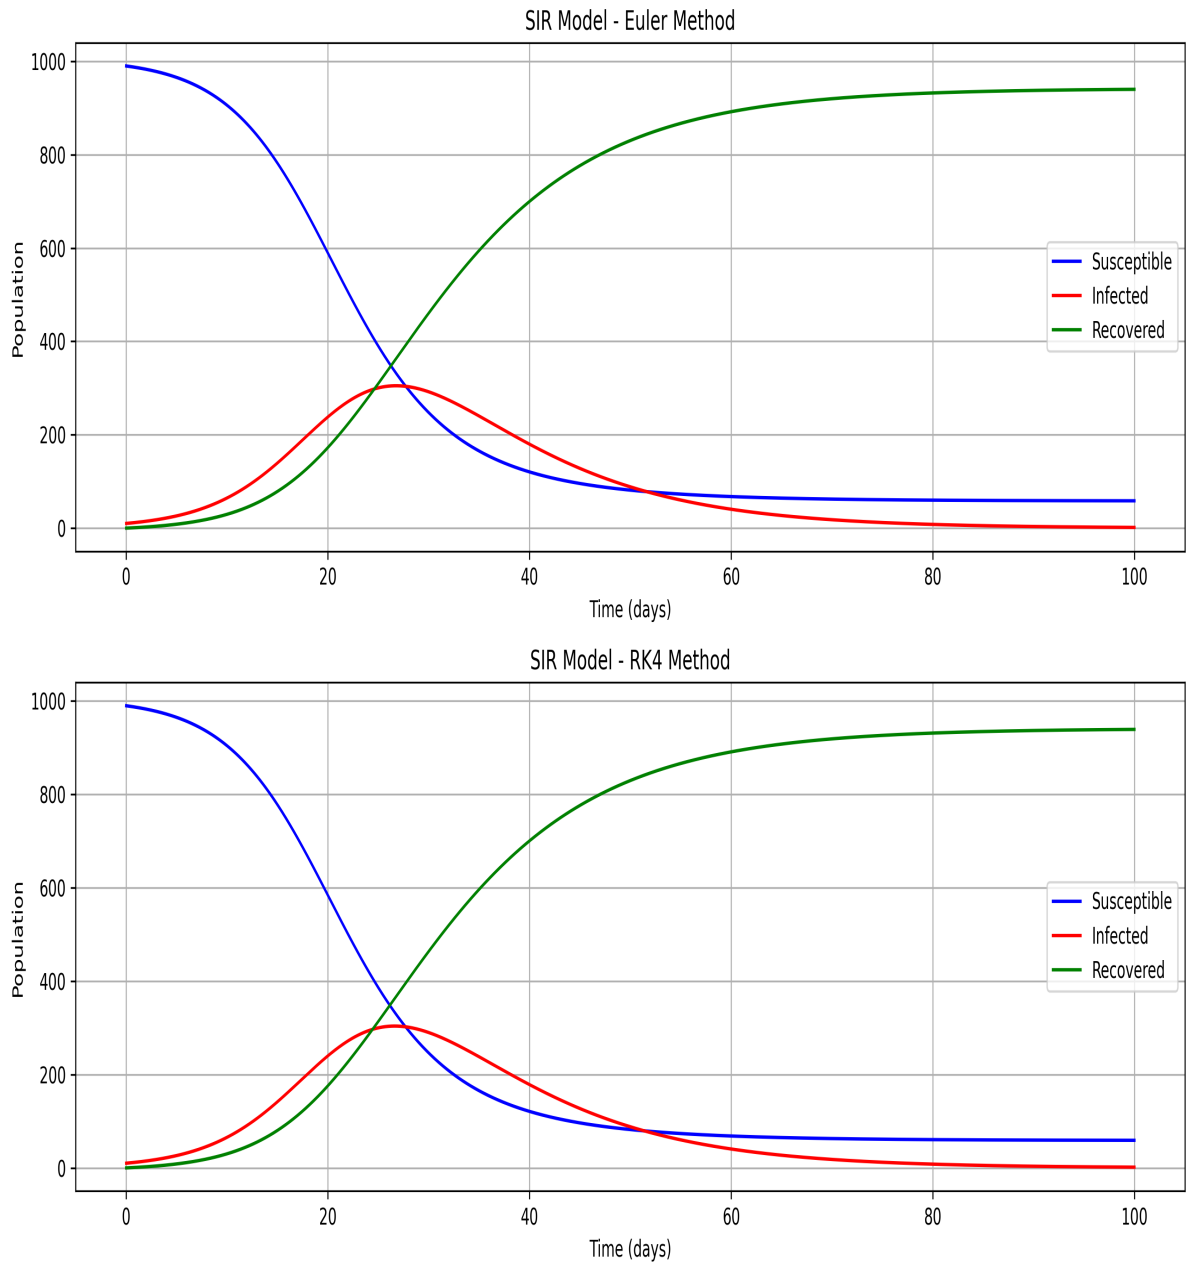 SIR Model - Euler Method
1000
800
600
400
200
0
Population
Susceptible
Infected
Recovered
0 20 40 60 80 100
Time (days)
SIR Model - RK4 Method
1000
800
600
400
200
0
Population
Susceptible
Infected
Recovered
0 20 40 60 80 100
Time (days)